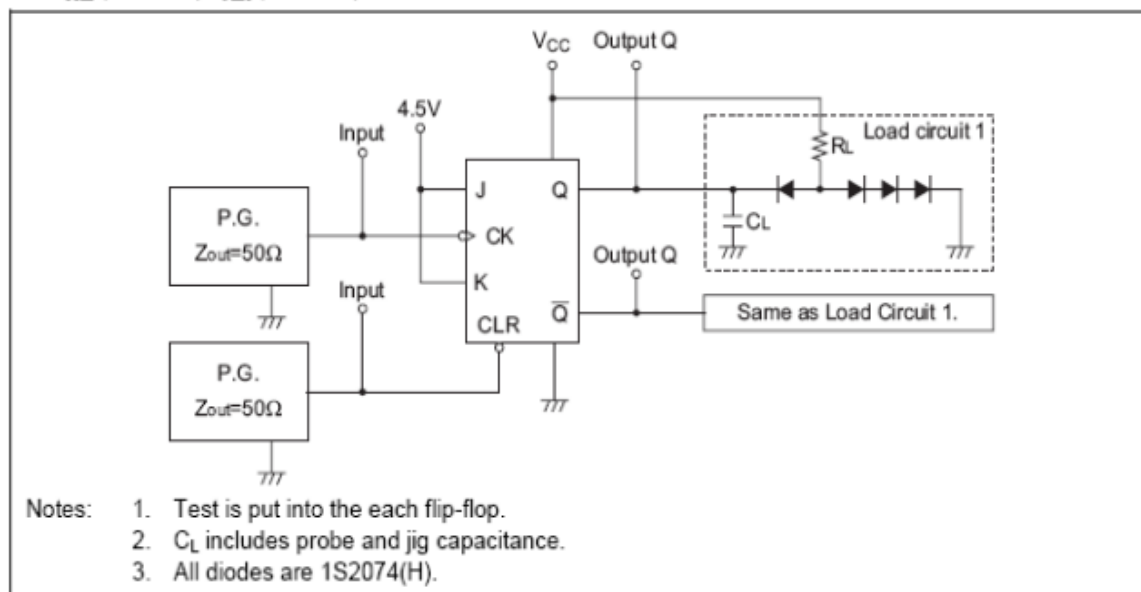 VCC Output Q
4.5V
Input
Load circuit 1
RL
J Q
P.G.
Zout=50Ω
CK
CL
Output Q
Input
K
Q̅
Same as Load Circuit 1.
CLR
P.G.
Zout=50Ω
Notes: 1. Test is put into the each flip-flop.
2. CL includes probe and jig capacitance.
3. All diodes are 1S2074(H).